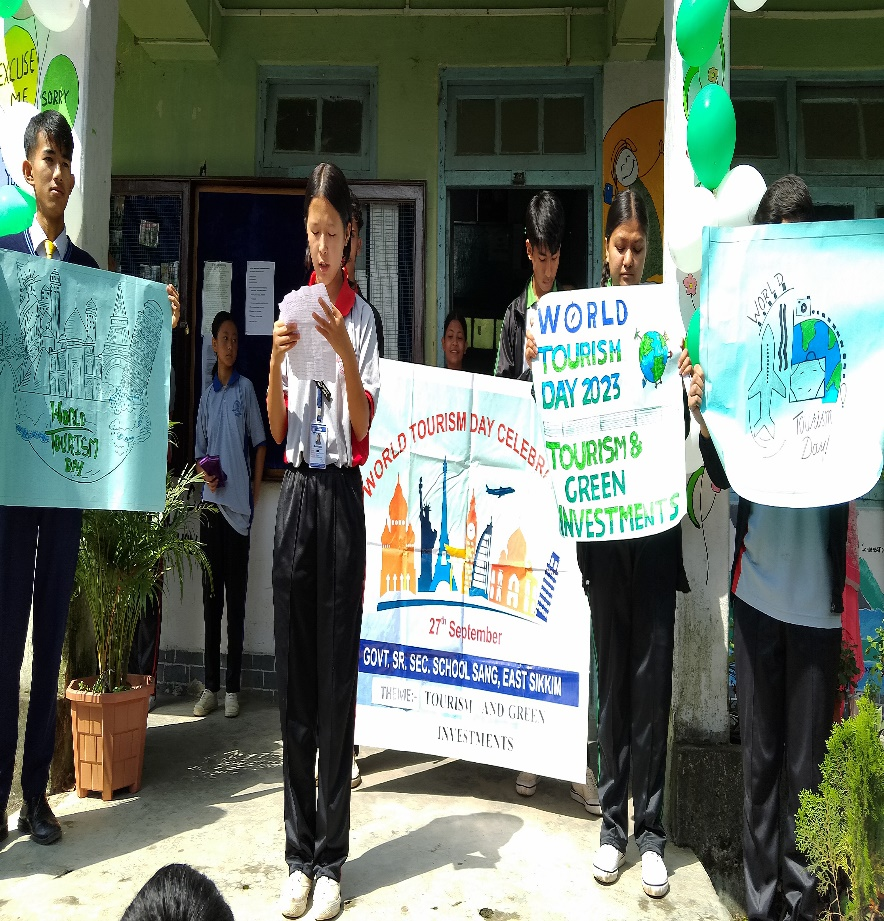 EXCUSE
ME
SORRY
WORLD
TOURISM
DAY
WORLD TOURISM DAY CELEBR
27th September
GOVT. SR. SEC. SCHOOL SANG, EAST SIKKIM
THEME:- TOURISM AND GREEN
INVESTMENTS
WORLD
TOURISM
DAY 2023
TOURISM &
GREEN
INVESTMENTS
WORLD
Tourism
Day!